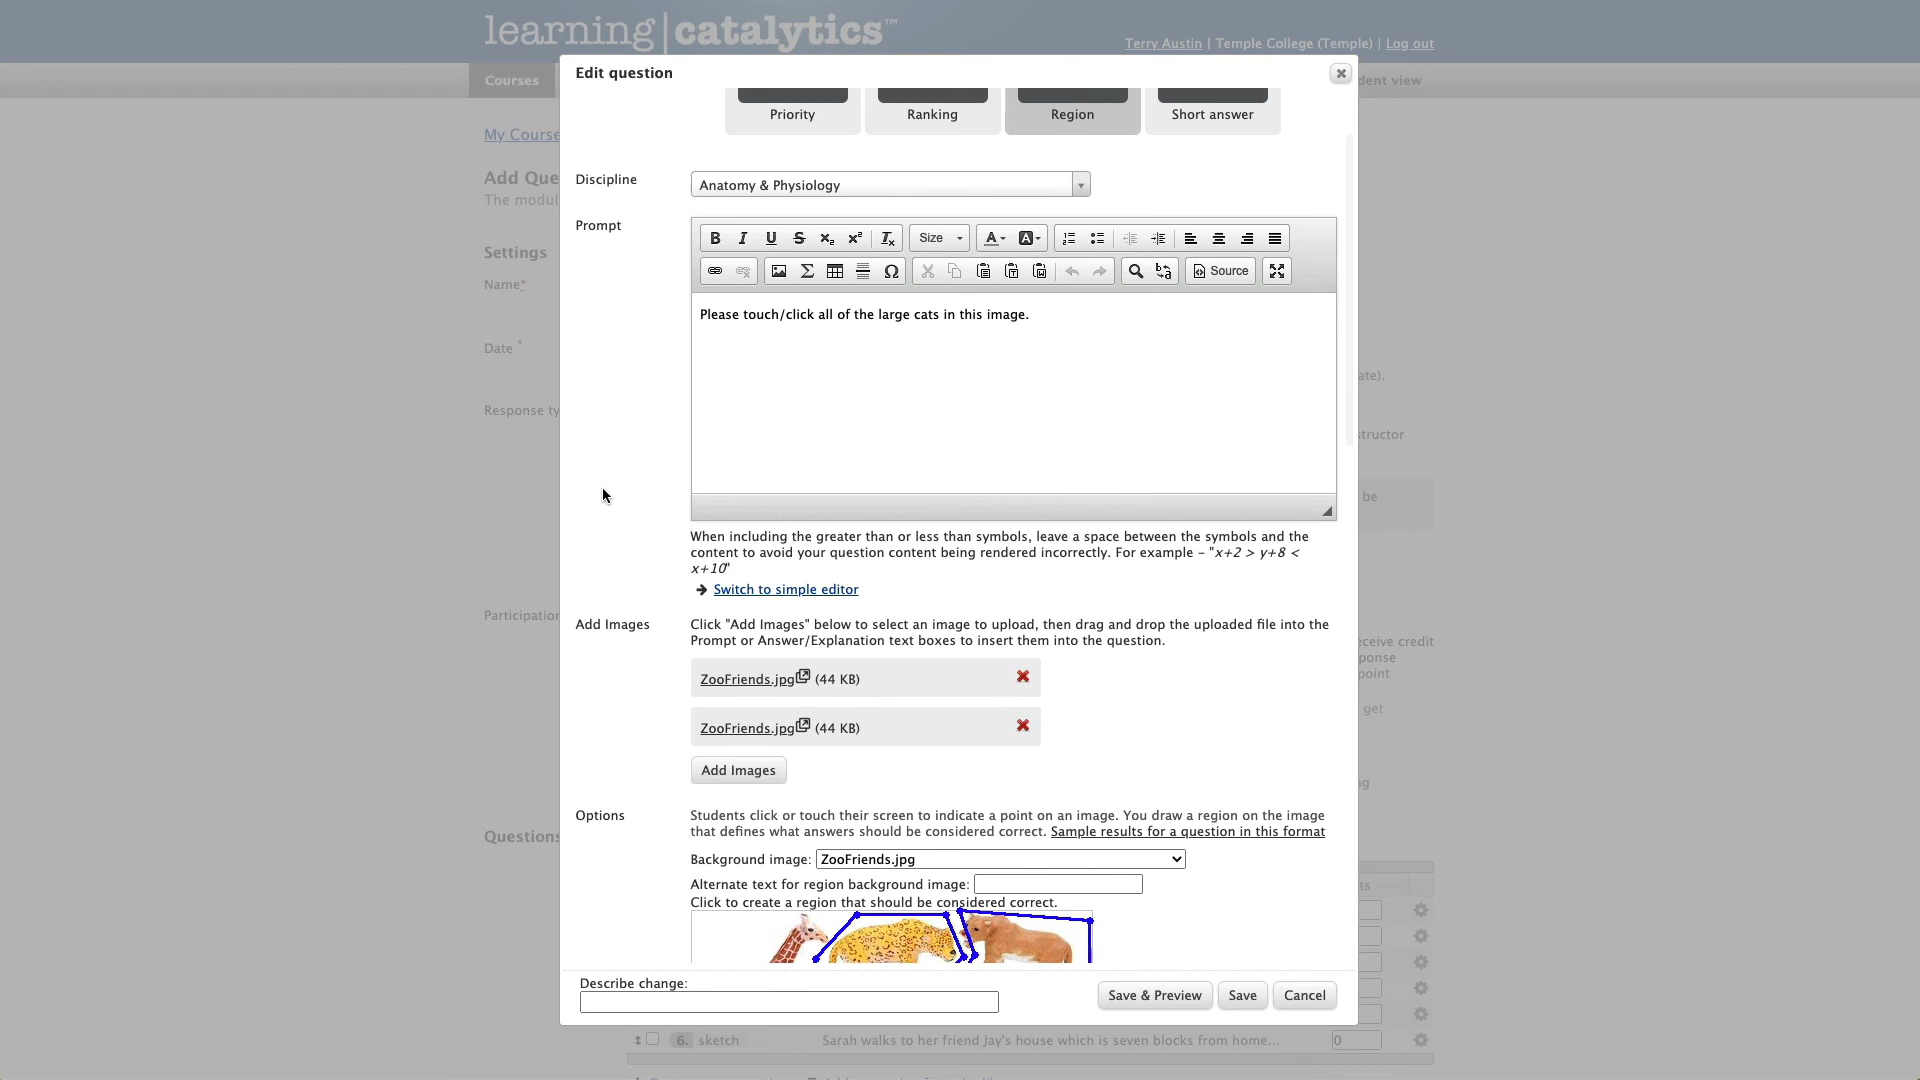 learning|catalytics™
Terry Austin | Temple College (Temple) | Log out
Courses
dent view
Edit question
Priority
Ranking
Region
Short answer
My Course
Add Que
The modul
Discipline
Anatomy & Physiology
Prompt
Size
Source
Settings
Name*
Please touch/click all of the large cats in this image.
Date *
ate).
Response ty
structor
be
When including the greater than or less than symbols, leave a space between the symbols and the
content to avoid your question content being rendered incorrectly. For example – "x+2 > y+8 <
x+10"
Switch to simple editor
Participation
Add Images
Click "Add Images" below to select an image to upload, then drag and drop the uploaded file into the
Prompt or Answer/Explanation text boxes to insert them into the question.
eceive credit
ponse
point
ZooFriends.jpg (44 KB)
get
ZooFriends.jpg (44 KB)
Add Images
Options
Students click or touch their screen to indicate a point on an image. You draw a region on the image
that defines what answers should be considered correct. Sample results for a question in this format
Questions
Background image: ZooFriends.jpg
Alternate text for region background image:
Click to create a region that should be considered correct.
ts
Describe change:
Save & Preview
Save
Cancel
6. sketch
Sarah walks to her friend Jay's house which is seven blocks from home...
0